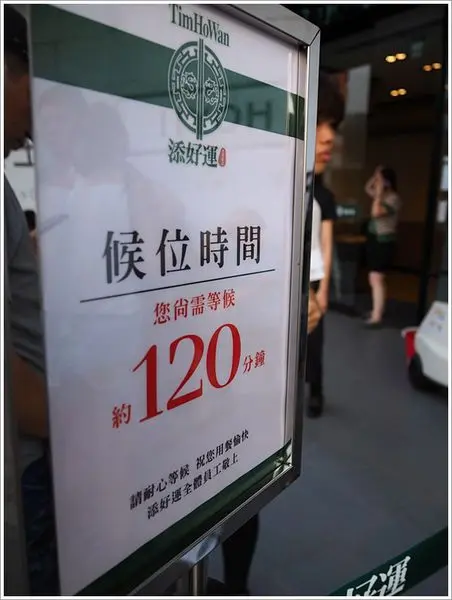 TimHoWan
添好運
候位時間
您尚需等候
約120分鐘
請耐心等候 祝您用餐愉快
添好運全體員工敬上
好運